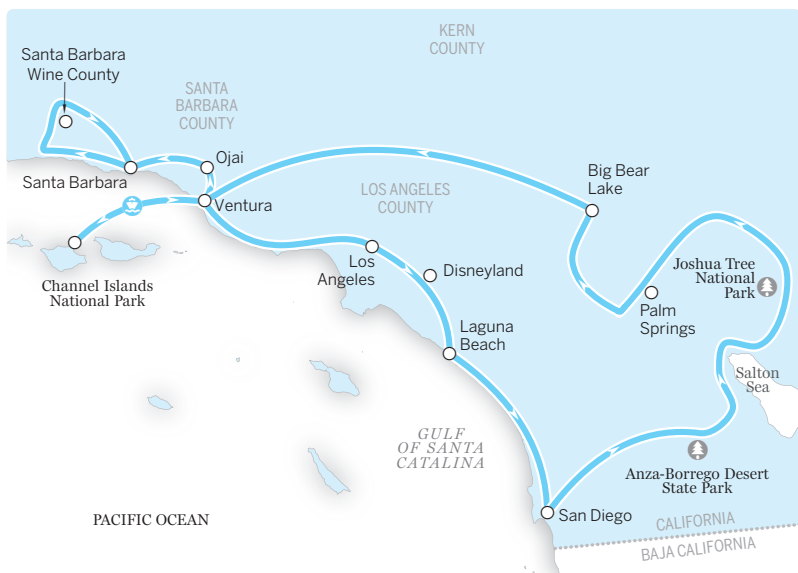 KERN
COUNTY
Santa Barbara
Wine County
SANTA
BARBARA
COUNTY
Ojai
Santa Barbara
Ventura
Big Bear
Lake
LOS ANGELES
COUNTY
Los
Angeles
Disneyland
Joshua Tree
National
Park
Channel Islands
National Park
Palm
Springs
Laguna
Beach
Salton
Sea
GULF
OF SANTA
CATALINA
Anza-Borrego Desert
State Park
PACIFIC OCEAN
San Diego
CALIFORNIA
BAJA CALIFORNIA